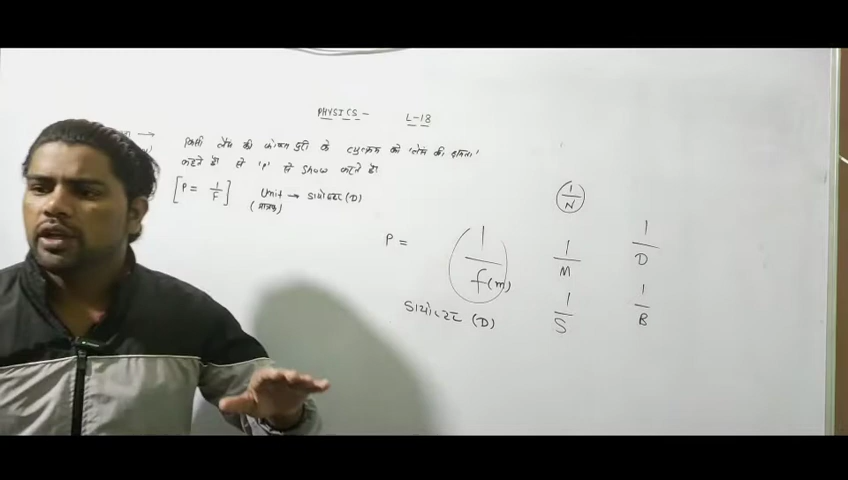 PHYSICS - L-18
किसी लेंस की फोकस दूरी के व्युत्क्रम को 'लेंस की क्षमता'
कहते है। से 'P' से show करते है।
[P = 1/F] Unit → डायोप्टर (D)
(मात्रक)
1/N
P = 1/f(m) 1/M 1/D
डायोप्टर (D) 1/S 1/B